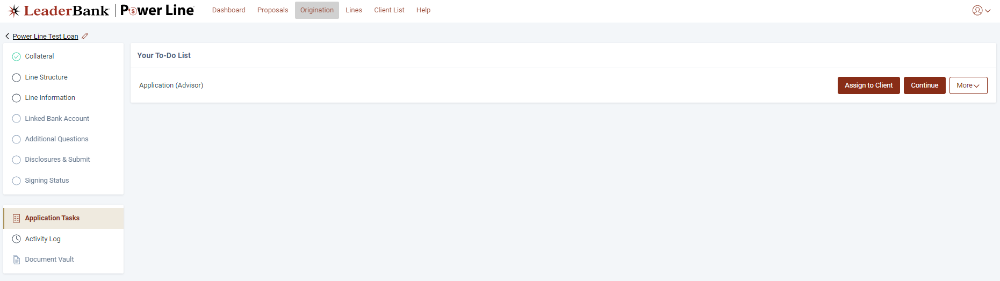 LeaderBank | Power Line Dashboard Proposals Origination Lines Client List Help
Power Line Test Loan
Collateral
Line Structure
Line Information
Linked Bank Account
Additional Questions
Disclosures & Submit
Signing Status
Application Tasks
Activity Log
Document Vault
Your To-Do List
Application (Advisor) Assign to Client Continue More